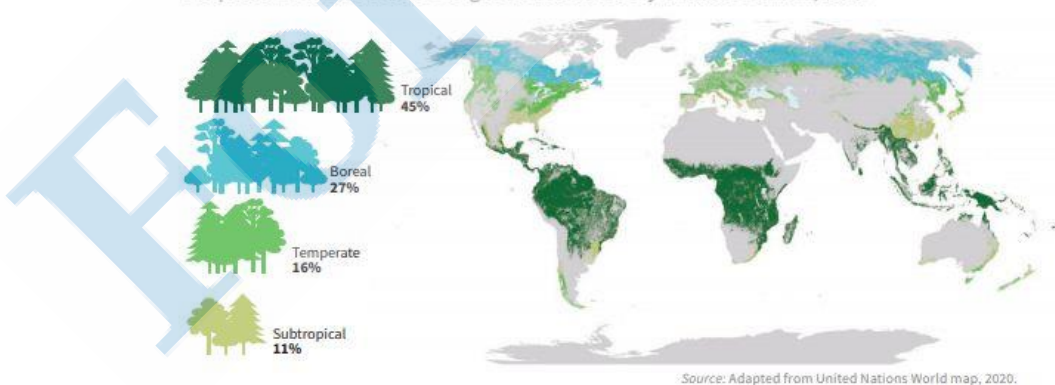 Tropical
45%
Boreal
27%
Temperate
16%
Subtropical
11%
Source: Adapted from United Nations World map, 2020.